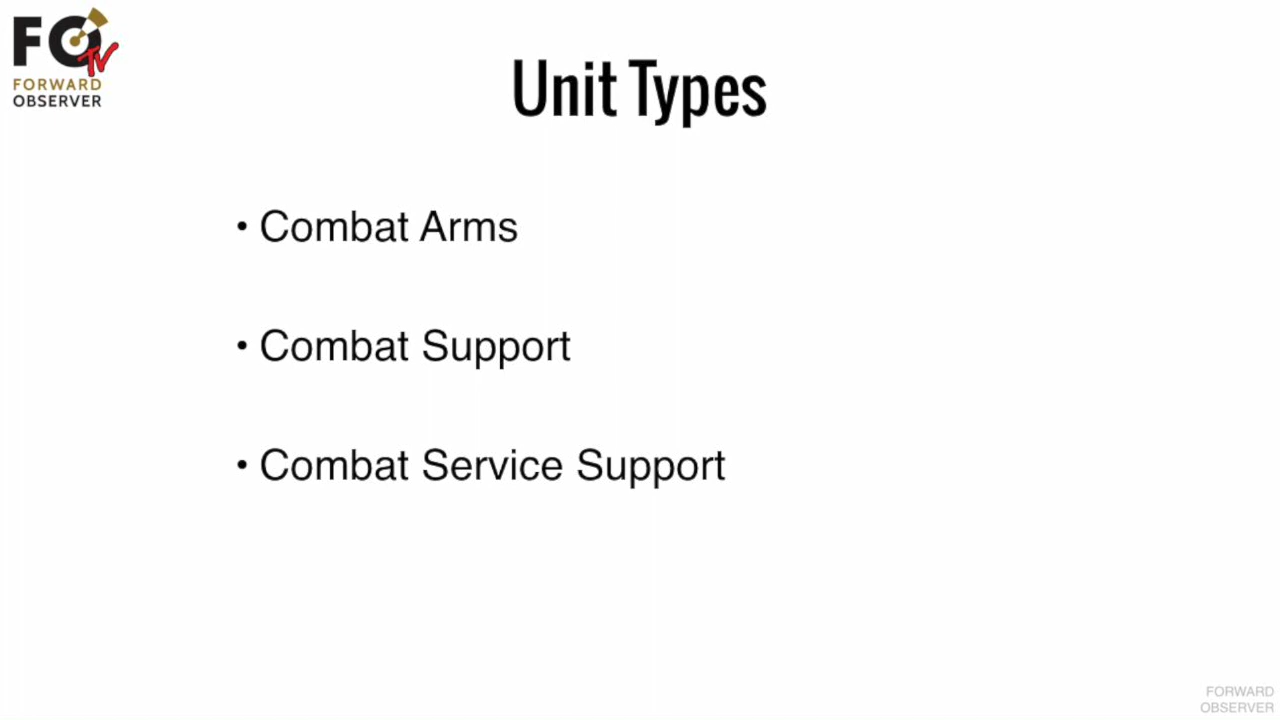 FO TV
FORWARD
OBSERVER
Unit Types
• Combat Arms
• Combat Support
• Combat Service Support
FORWARD
OBSERVER